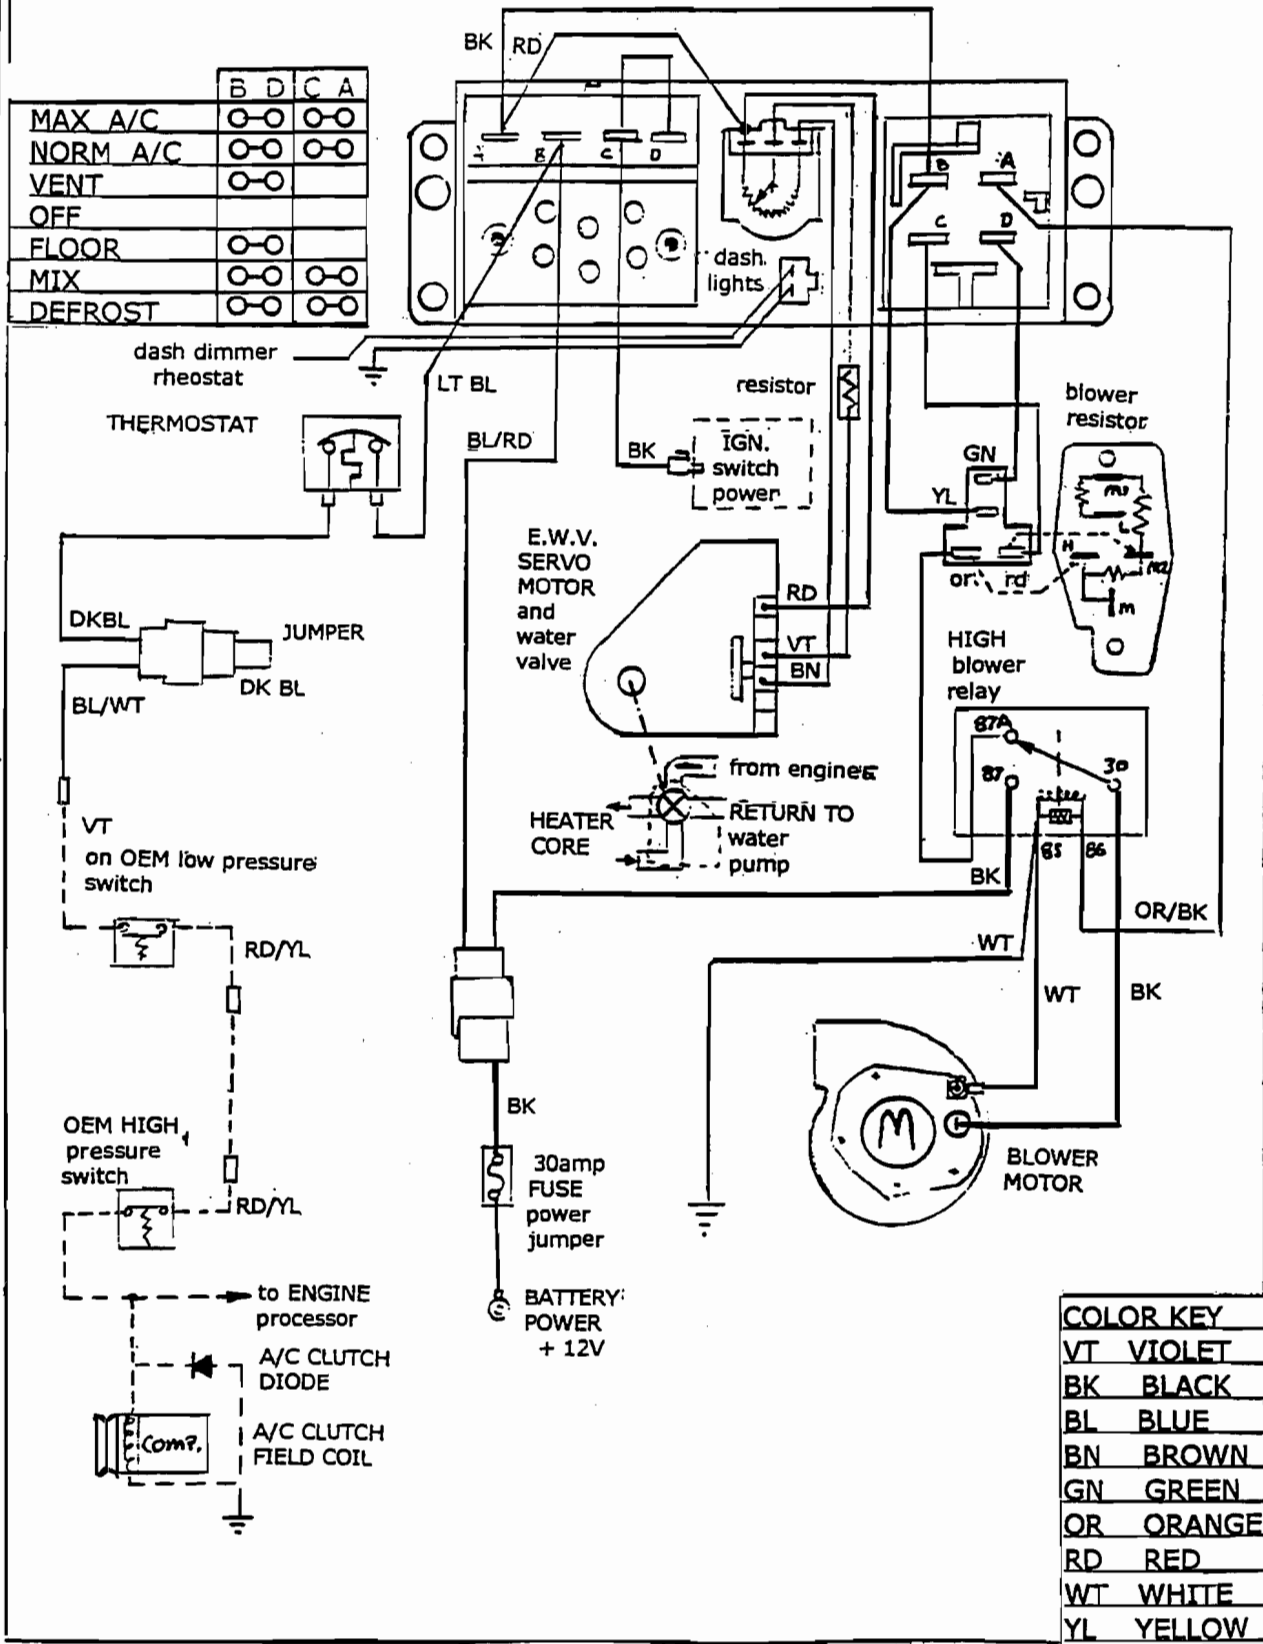 BK RD
B D C A
MAX A/C
NORM A/C
VENT
OFF
FLOOR
MIX
DEFROST
C D
B A
C D
dash.
lights
dash dimmer
rheostat
LT BL
resistor
blower
resistor
THERMOSTAT
BL/RD
BK
IGN.
switch
power
GN
YL
H
M2
M
or. rd
E.W.V.
SERVO
MOTOR
and
water
valve
RD
VT
BN
DKBL
JUMPER
DK BL
BL/WT
HIGH
blower
relay
87A
87
30
85 86
from engine
HEATER
CORE
RETURN TO
water
pump
VT
on OEM low pressure
switch
BK
OR/BK
WT
RD/YL
WT
BK
BK
OEM HIGH
pressure
switch
M
BLOWER
MOTOR
30amp
FUSE
power
jumper
RD/YL
to ENGINE
processor
BATTERY
POWER
+ 12V
A/C CLUTCH
DIODE
A/C CLUTCH
FIELD COIL
Comp.
COLOR KEY
VT VIOLET
BK BLACK
BL BLUE
BN BROWN
GN GREEN
OR ORANGE
RD RED
WT WHITE
YL YELLOW